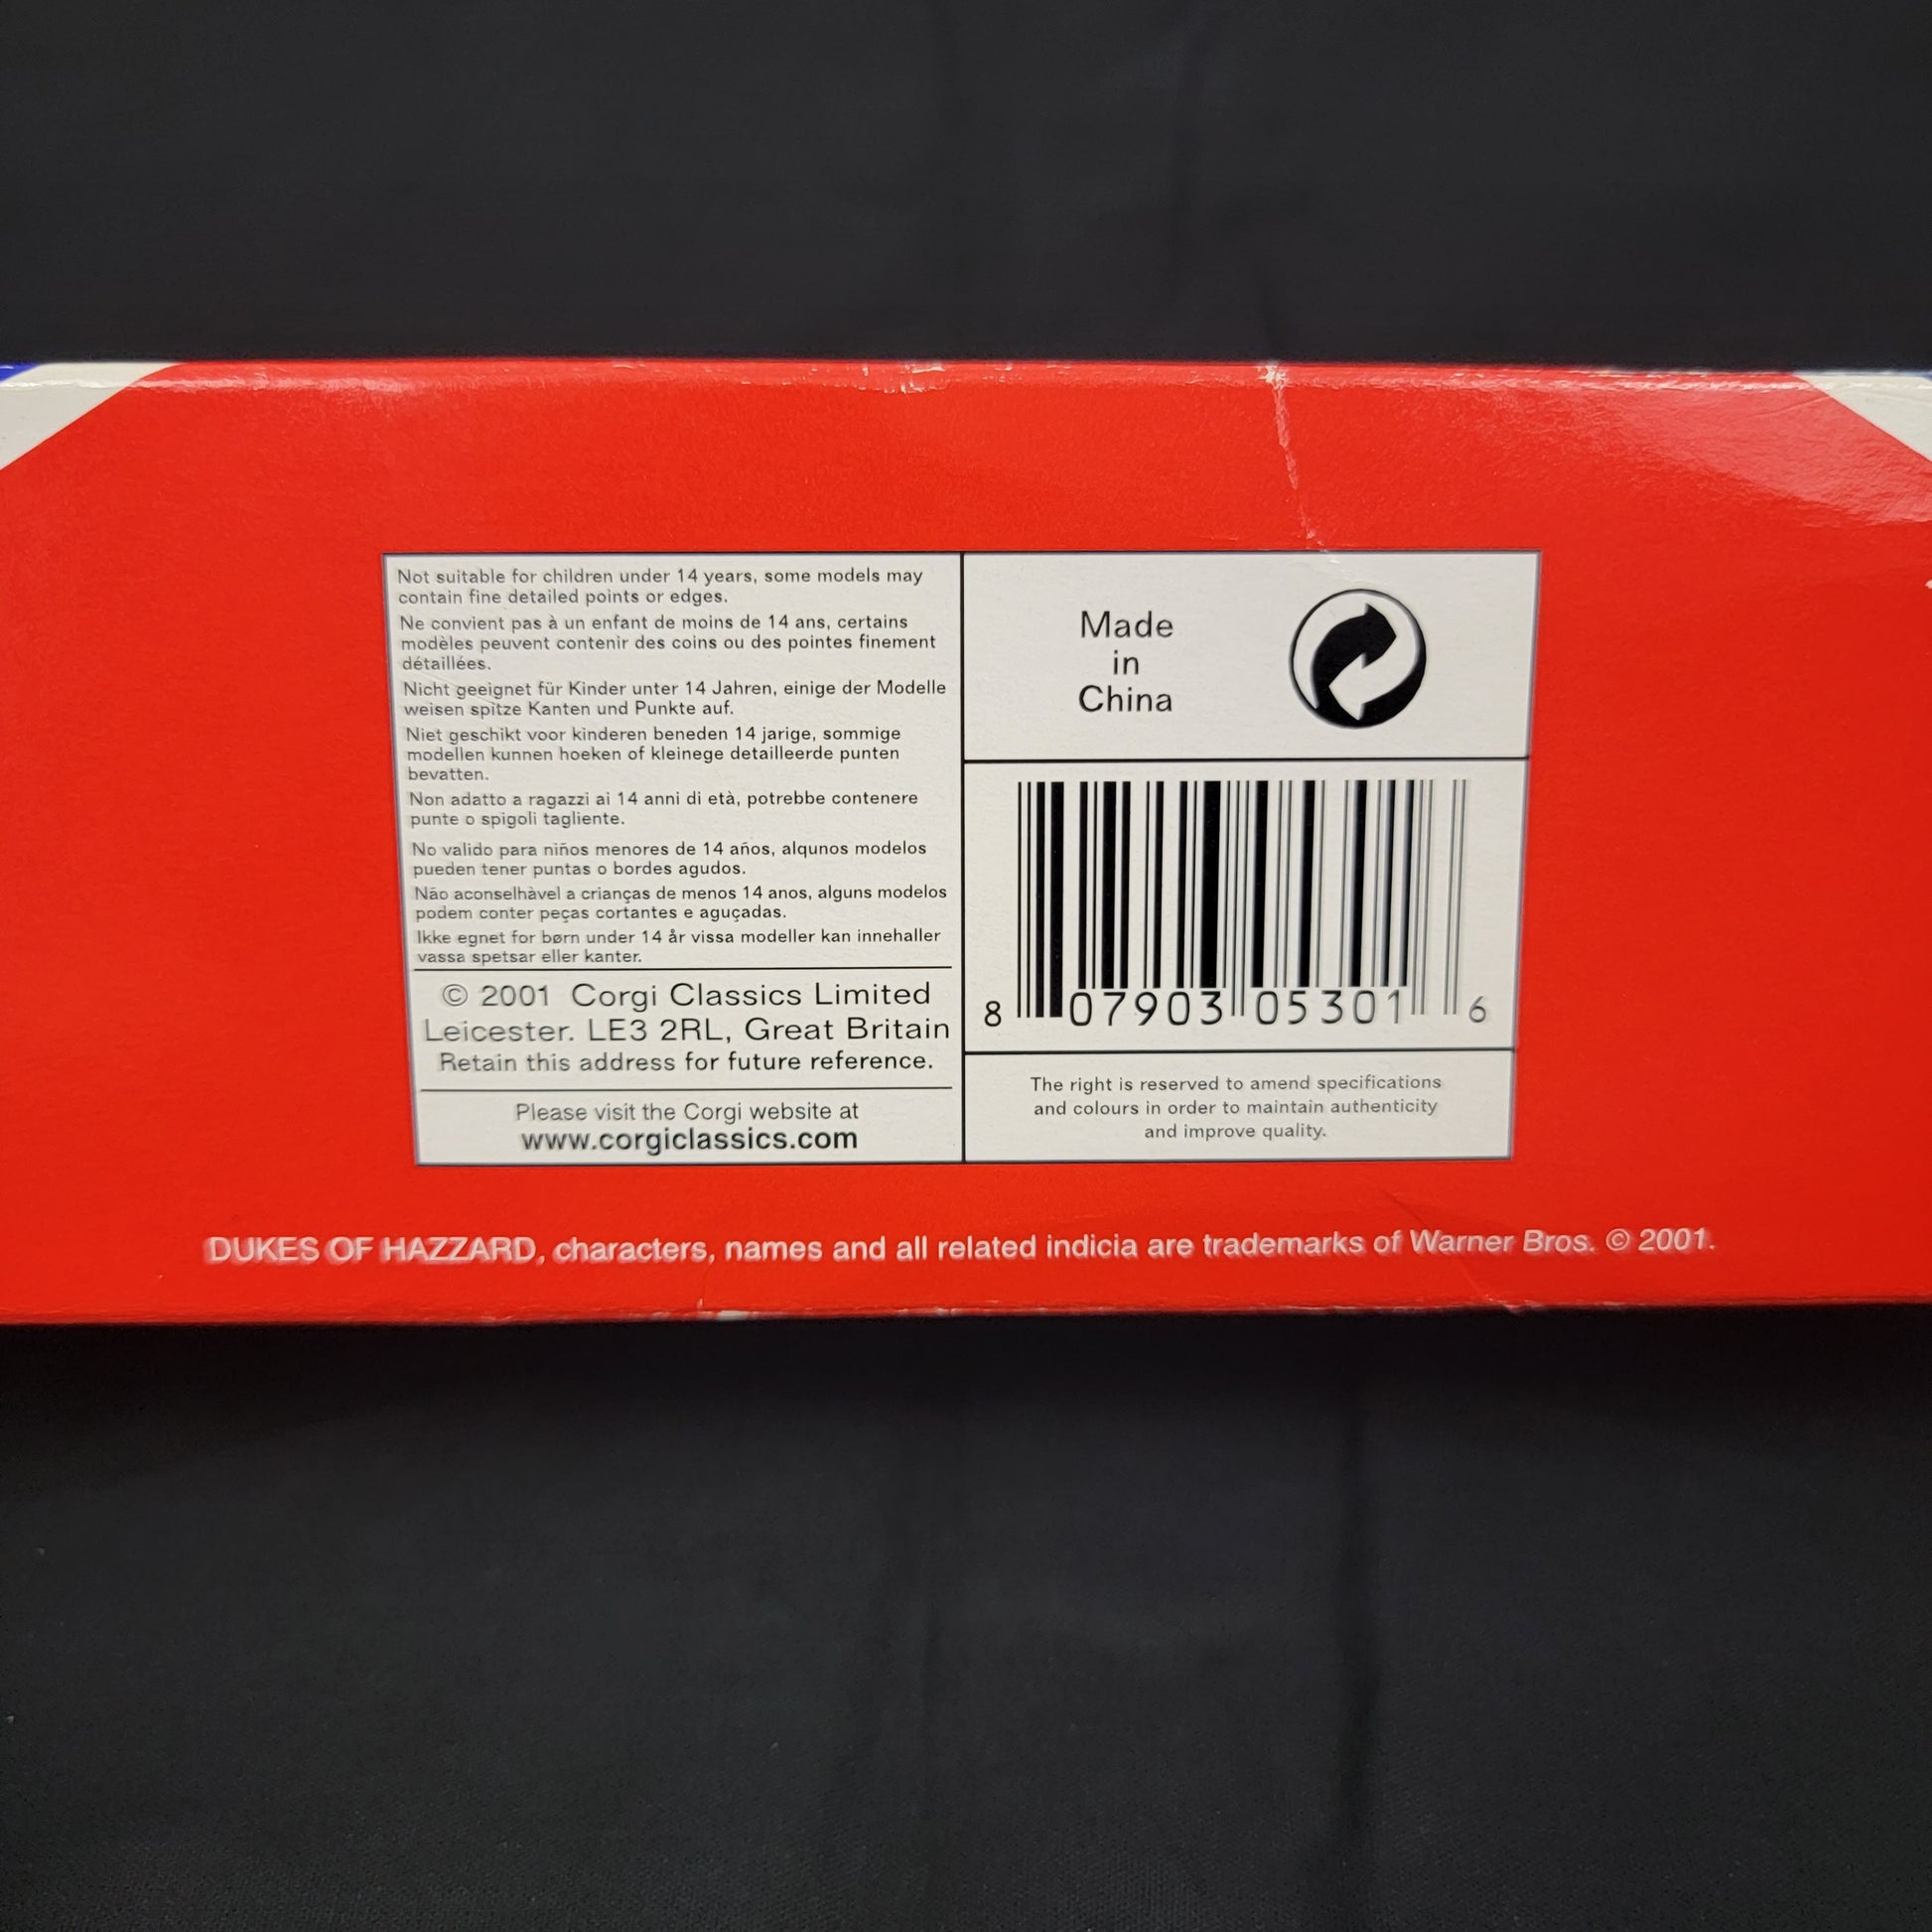 Not suitable for children under 14 years, some models may
contain fine detailed points or edges.
Ne convient pas à un enfant de moins de 14 ans, certains
modèles peuvent contenir des coins ou des pointes finement
détaillées.
Nicht geeignet für Kinder unter 14 Jahren, einige der Modelle
weisen spitze Kanten und Punkte auf.
Niet geschikt voor kinderen beneden 14 jarige, sommige
modellen kunnen hoeken of kleinege detailleerde punten
bevatten.
Non adatto a ragazzi ai 14 anni di età, potrebbe contenere
punte o spigoli tagliente.
No valido para niños menores de 14 años, alqunos modelos
pueden tener puntas o bordes agudos.
Não aconselhàvel a crianças de menos 14 anos, alguns modelos
podem conter peças cortantes e aguçadas.
Ikke egnet for børn under 14 år vissa modeller kan innehaller
vassa spetsar eller kanter.
© 2001 Corgi Classics Limited
Leicester. LE3 2RL, Great Britain
Retain this address for future reference.
Please visit the Corgi website at
www.corgiclassics.com
Made
in
China
8 07903 05301 6
The right is reserved to amend specifications
and colours in order to maintain authenticity
and improve quality.
DUKES OF HAZZARD, characters, names and all related indicia are trademarks of Warner Bros. © 2001.